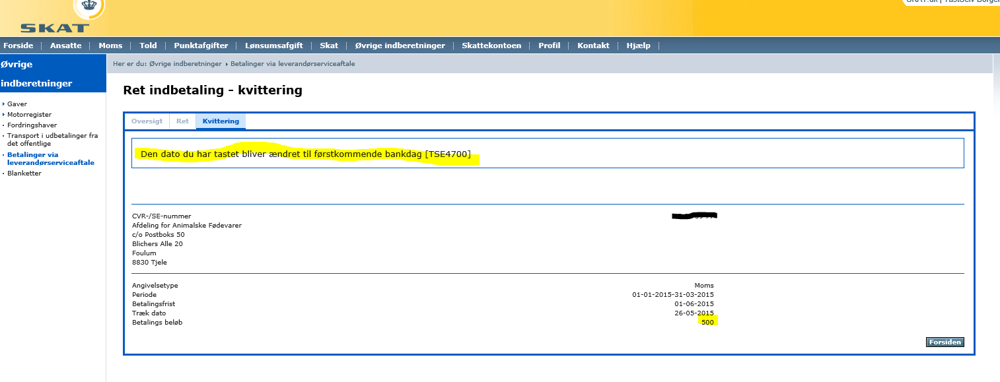 SKAT
Forside Ansatte Moms Told Punktafgifter Lønsumsafgift Skat Øvrige indberetninger Skattekontoen Profil Kontakt Hjælp
Øvrige
indberetninger
Gaver
Motorregister
Fordringshaver
Transport i udbetalinger fra
det offentlige
Betalinger via
leverandørserviceaftale
Blanketter
Her er du: Øvrige indberetninger Betalinger via leverandørserviceaftale
Ret indbetaling - kvittering
Oversigt Ret Kvittering
Den dato du har tastet bliver ændret til førstkommende bankdag [TSE4700]
CVR-/SE-nummer
Afdeling for Animalske Fødevarer
c/o Postboks 50
Blichers Alle 20
Foulum
8830 Tjele
Angivelsetype Moms
Periode 01-01-2015-31-03-2015
Betalingsfrist 01-06-2015
Træk dato 26-05-2015
Betalings beløb 500
Forsiden